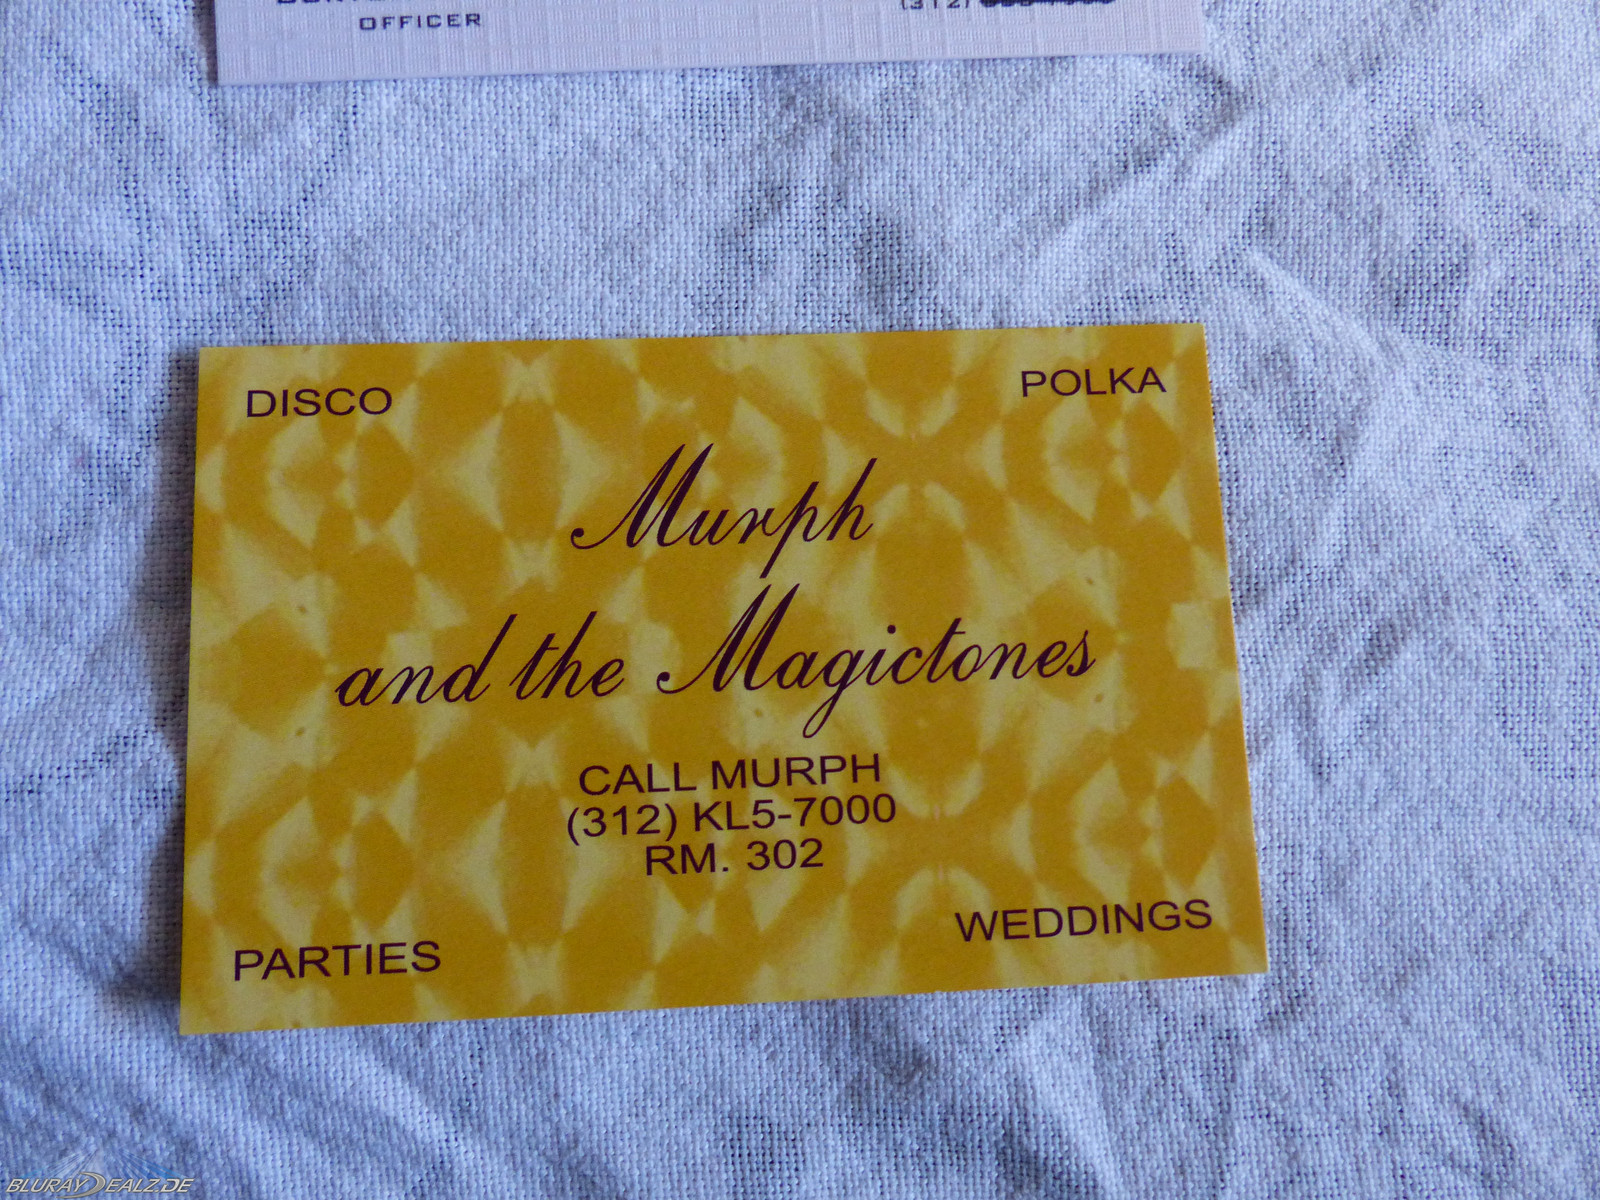 OFFICER
(312)
DISCO
POLKA
Murph
and the Magictones
CALL MURPH
(312) KL5-7000
RM. 302
PARTIES
WEDDINGS
BLURAYDEALZ.DE